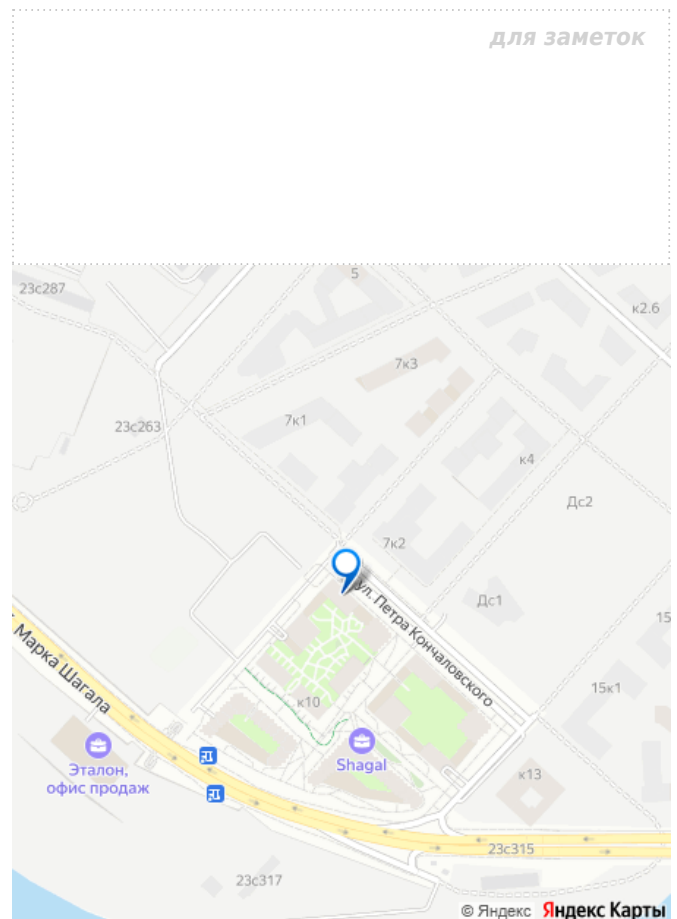 для заметок
5
23с287
к2.6
7к3
7к1
23с263
к4
Дс2
7к2
ул. Петра Кончаловского
Дс1
15
Марка Шагала
15к1
к10
Shagal
Эталон,
офис продаж
к13
23с315
23с317
© Яндекс Яндекс Карты